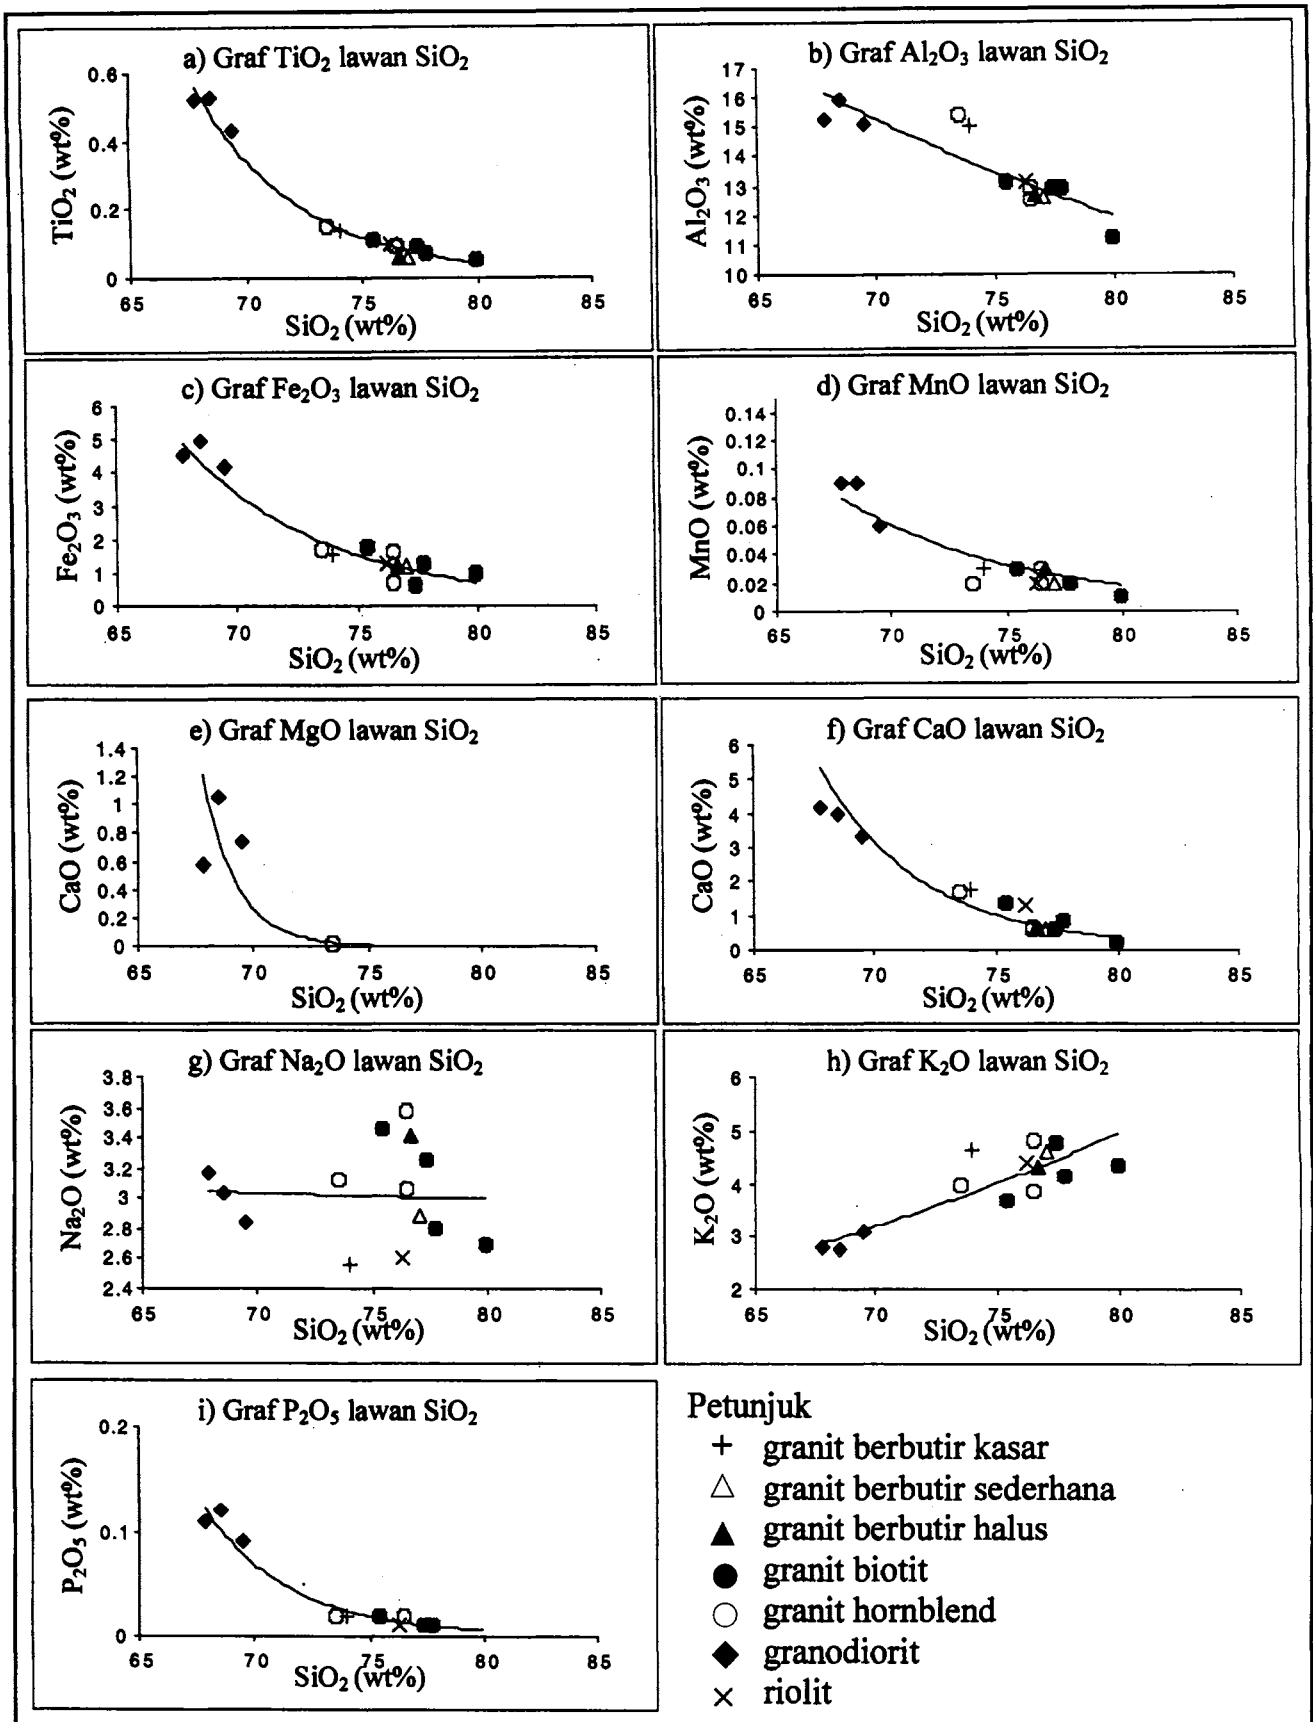 a) Graf TiO₂ lawan SiO₂
TiO₂ (wt%)
0.6
0.4
0.2
0
65 70 75 80 85
SiO₂ (wt%)
b) Graf Al₂O₃ lawan SiO₂
Al₂O₃ (wt%)
17
16
15
14
13
12
11
10
65 70 75 80 85
SiO₂ (wt%)
c) Graf Fe₂O₃ lawan SiO₂
Fe₂O₃ (wt%)
6
5
4
3
2
1
0
65 70 75 80 85
SiO₂ (wt%)
d) Graf MnO lawan SiO₂
MnO (wt%)
0.14
0.12
0.1
0.08
0.06
0.04
0.02
0
65 70 75 80 85
SiO₂ (wt%)
e) Graf MgO lawan SiO₂
CaO (wt%)
1.4
1.2
1
0.8
0.6
0.4
0.2
0
65 70 75 80 85
SiO₂ (wt%)
f) Graf CaO lawan SiO₂
CaO (wt%)
6
5
4
3
2
1
0
65 70 75 80 85
SiO₂ (wt%)
g) Graf Na₂O lawan SiO₂
Na₂O (wt%)
3.8
3.6
3.4
3.2
3
2.8
2.6
2.4
65 70 75 80 85
SiO₂ (wt%)
h) Graf K₂O lawan SiO₂
K₂O (wt%)
6
5
4
3
2
65 70 75 80 85
SiO₂ (wt%)
i) Graf P₂O₅ lawan SiO₂
P₂O₅ (wt%)
0.2
0.1
0
65 70 75 80 85
SiO₂ (wt%)
Petunjuk
granit berbutir kasar
granit berbutir sederhana
granit berbutir halus
granit biotit
granit hornblend
granodiorit
riolit